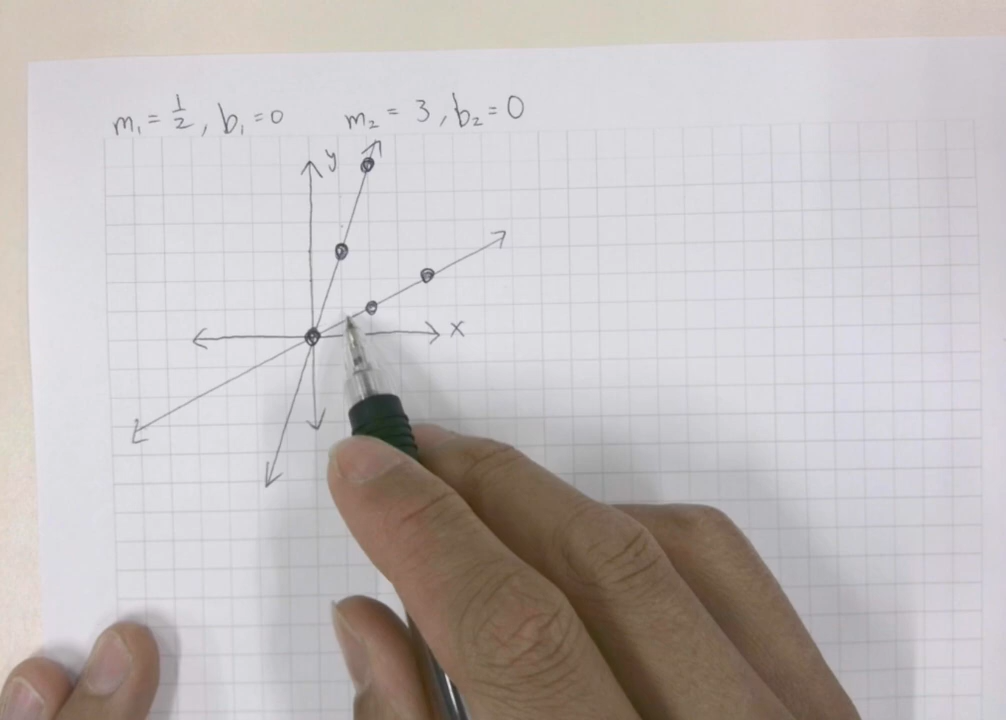 m₁ = 1/2, b₁ = 0 m₂ = 3, b₂ = 0
y
x